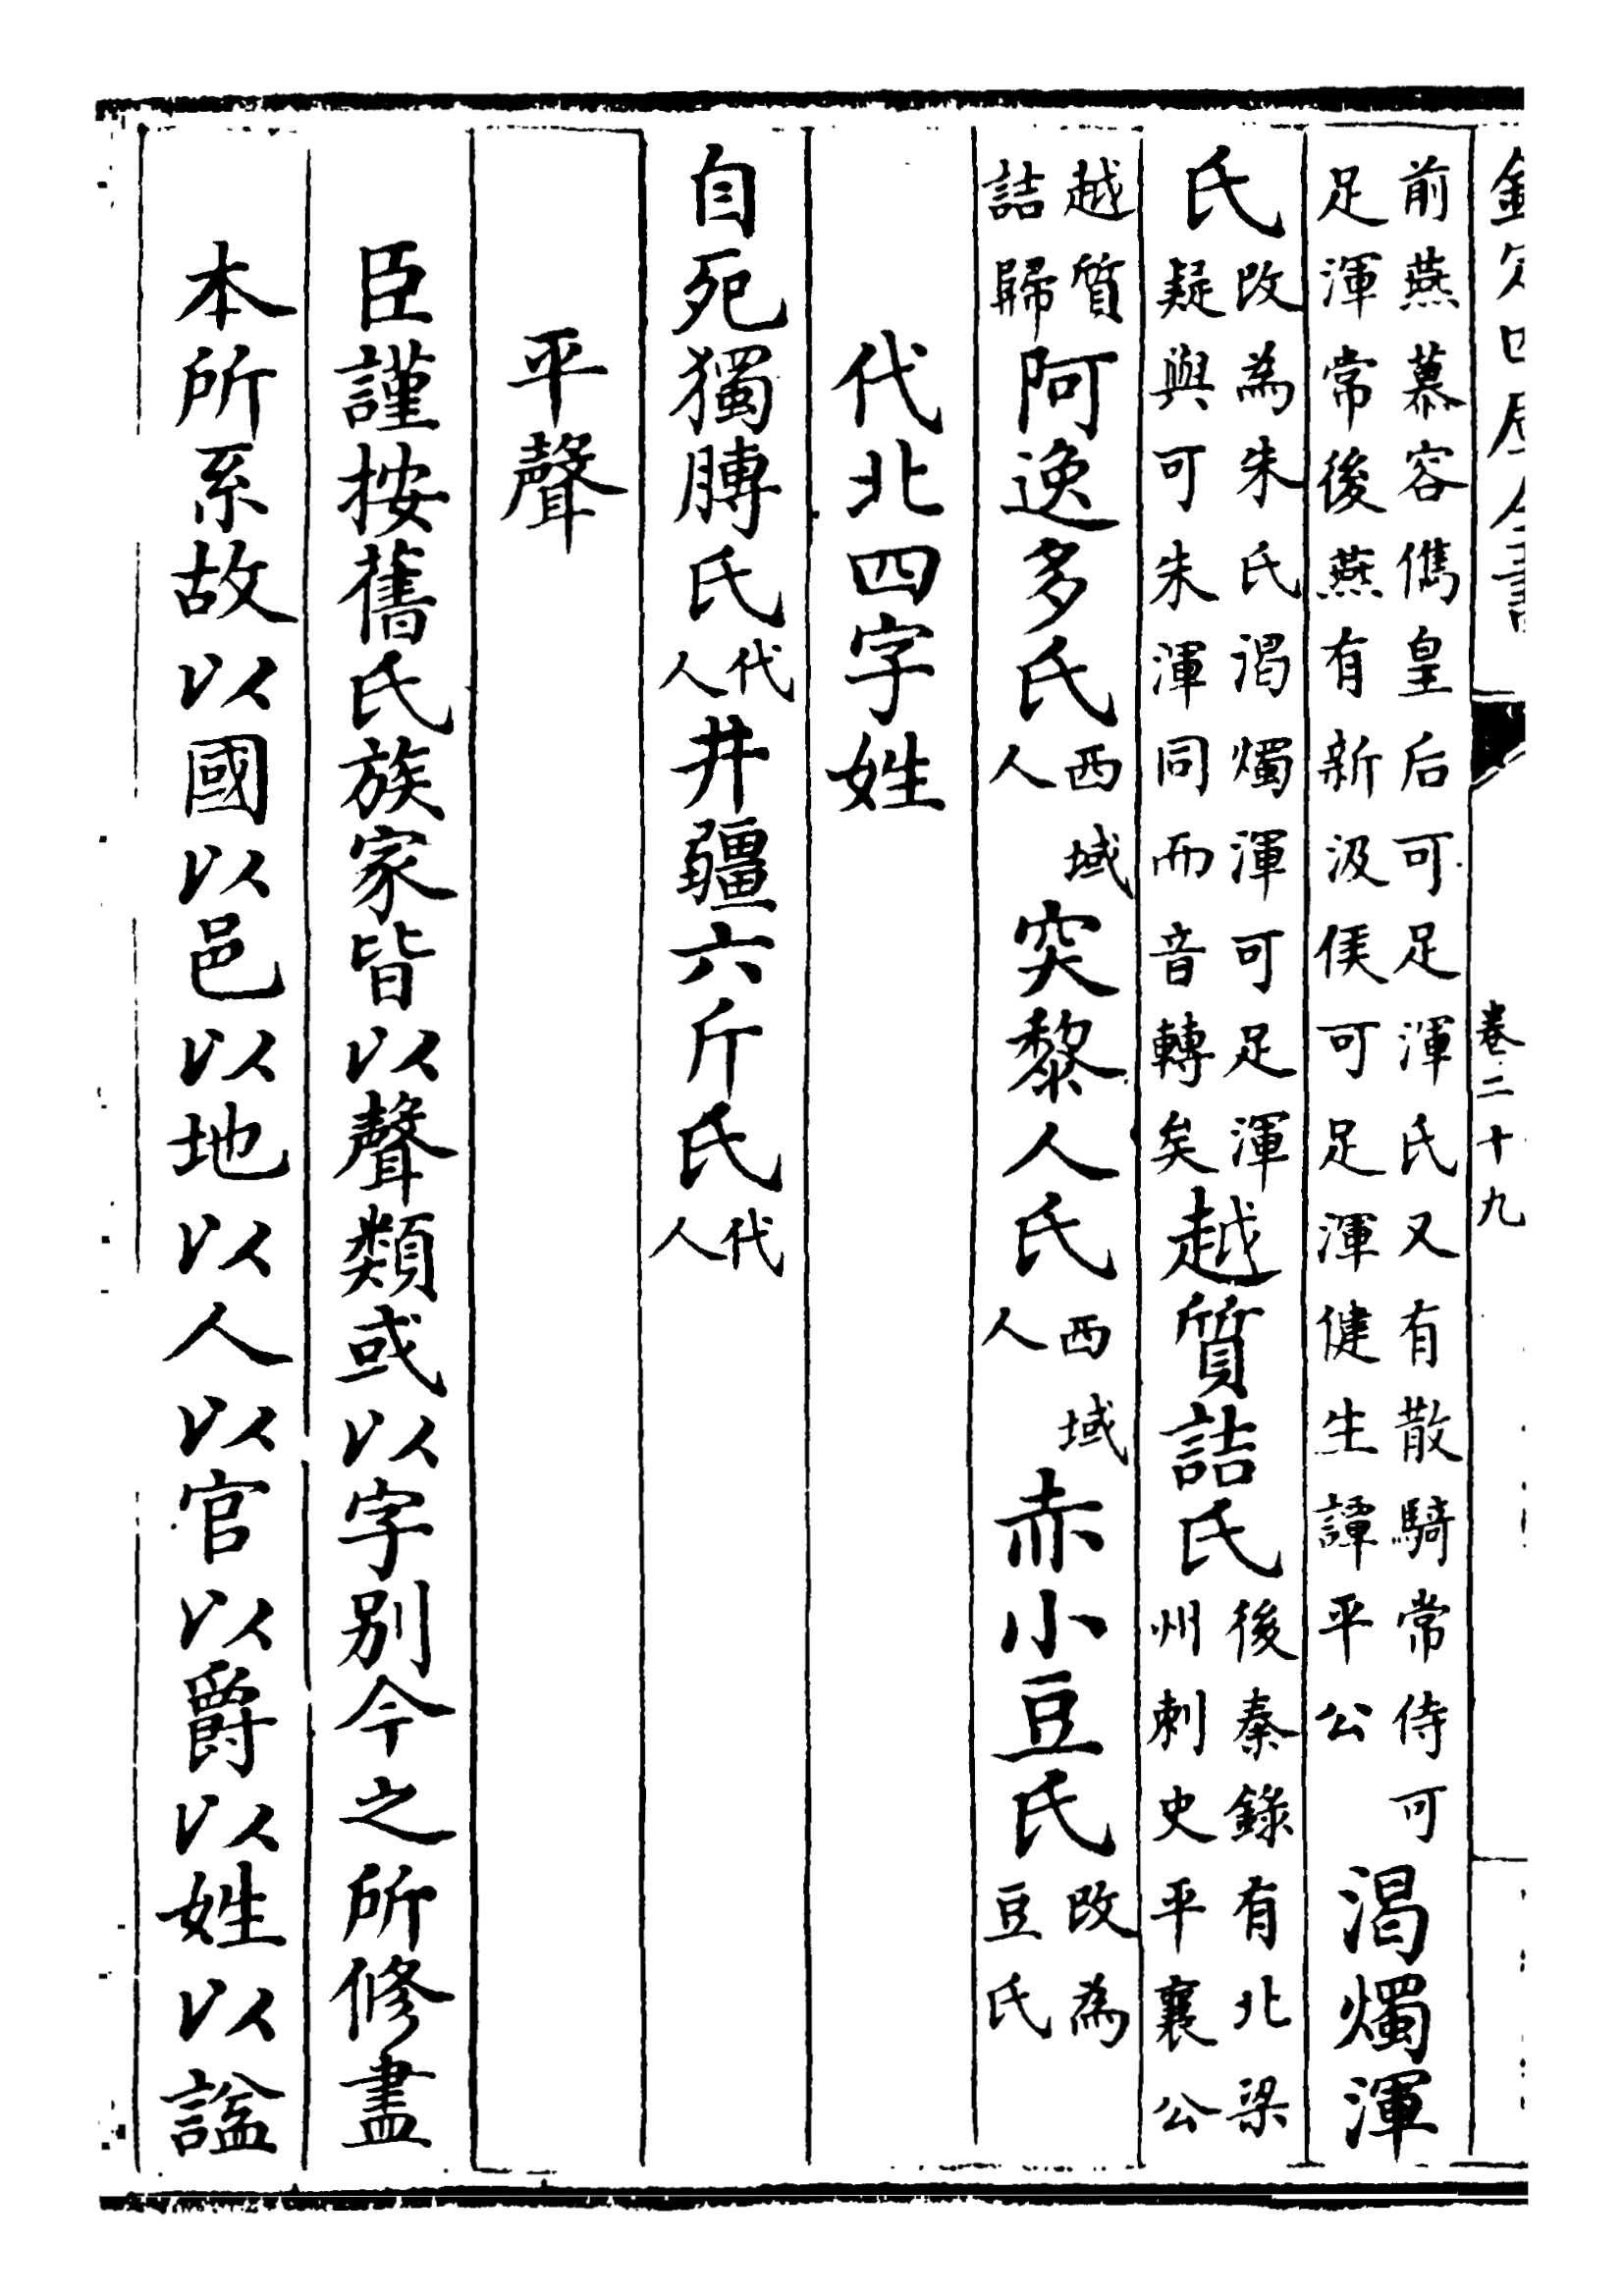 欽定四庫全書　卷二十九
前燕慕容儁皇后可足渾氏又有散騎常侍可
足渾常後燕有新汲侯可足渾健生譚平公
渴燭渾
氏
改為朱氏渴燭渾可足渾
疑與可朱渾同而音轉矣
越質詰氏
後秦錄有北梁
州刺史平襄公
越質
詰歸
阿逸多氏
西域
人
突黎人氏
西域
人
赤小豆氏
改為
豆氏
代北四字姓
自死獨膊氏
代
人
井疆六斤氏
代
人
平聲
臣謹按舊氏族家皆以聲類或以字別今之所修盡
本所系故以國以邑以地以人以官以爵以姓以諡